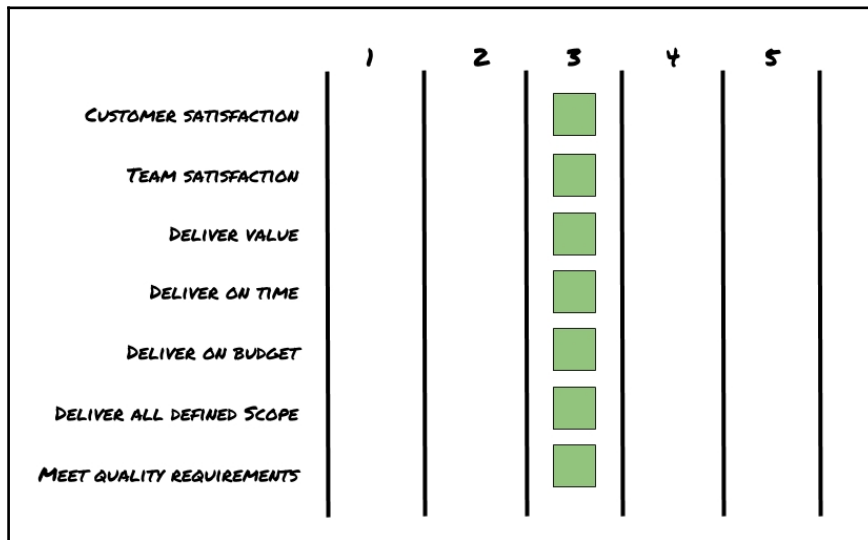 1 2 3 4 5
Customer satisfaction
Team satisfaction
Deliver value
Deliver on time
Deliver on budget
Deliver all defined Scope
Meet quality requirements